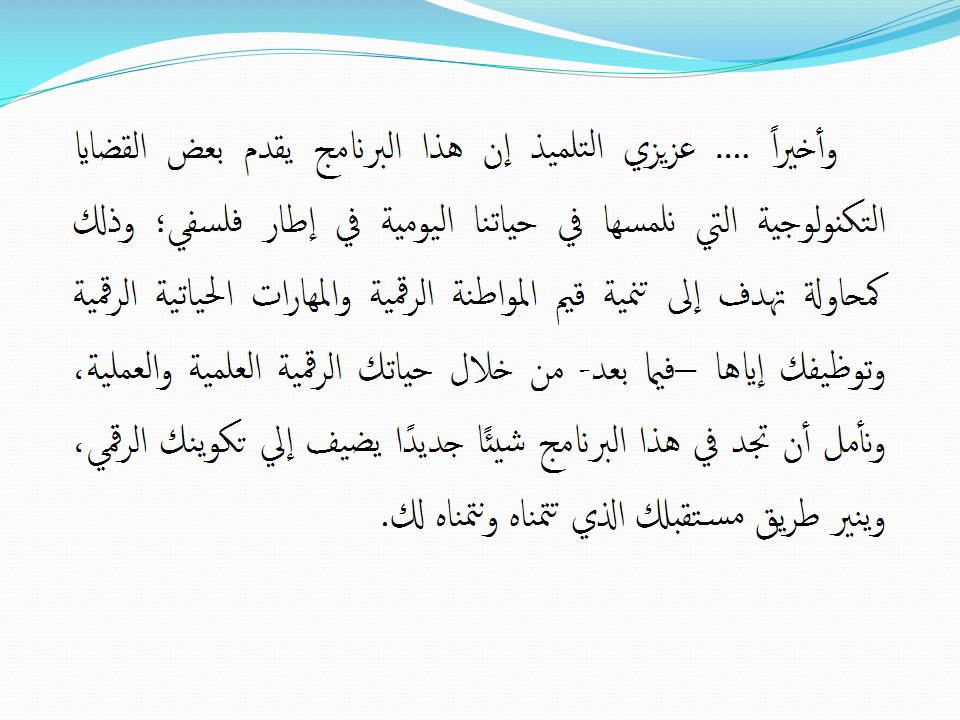 وأخيراً .... عزيزي التلميذ إن هذا البرنامج يقدم بعض القضايا
التكنولوجية التي نلمسها في حياتنا اليومية في إطار فلسفي؛ وذلك
كمحاولة تهدف إلى تنمية قيم المواطنة الرقمية والمهارات الحياتية الرقمية
وتوظيفك إياها –فيما بعد- من خلال حياتك الرقمية العلمية والعملية،
ونأمل أن تجد في هذا البرنامج شيئًا جديدًا يضيف إلي تكوينك الرقمي،
وينير طريق مستقبلك الذي تتمناه ونتمناه لك.